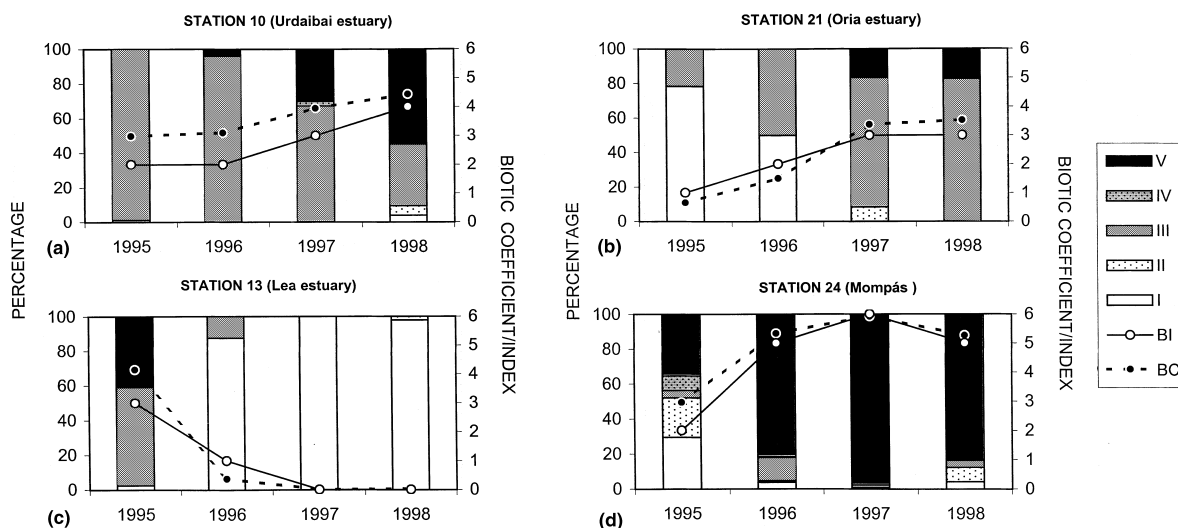 STATION 10 (Urdaibai estuary)
100
80
60
40
20
0
6
5
4
3
2
1
0
1995 1996 1997 1998
(a)
STATION 21 (Oria estuary)
100
80
60
40
20
0
6
5
4
3
2
1
0
1995 1996 1997 1998
(b)
PERCENTAGE
BIOTIC COEFFICIENT/INDEX
PERCENTAGE
BIOTIC COEFFICIENT/INDEX
STATION 13 (Lea estuary)
100
80
60
40
20
0
6
5
4
3
2
1
0
1995 1996 1997 1998
(c)
STATION 24 (Mompás )
100
80
60
40
20
0
6
5
4
3
2
1
0
1995 1996 1997 1998
(d)
V
IV
III
II
I
BI
BC